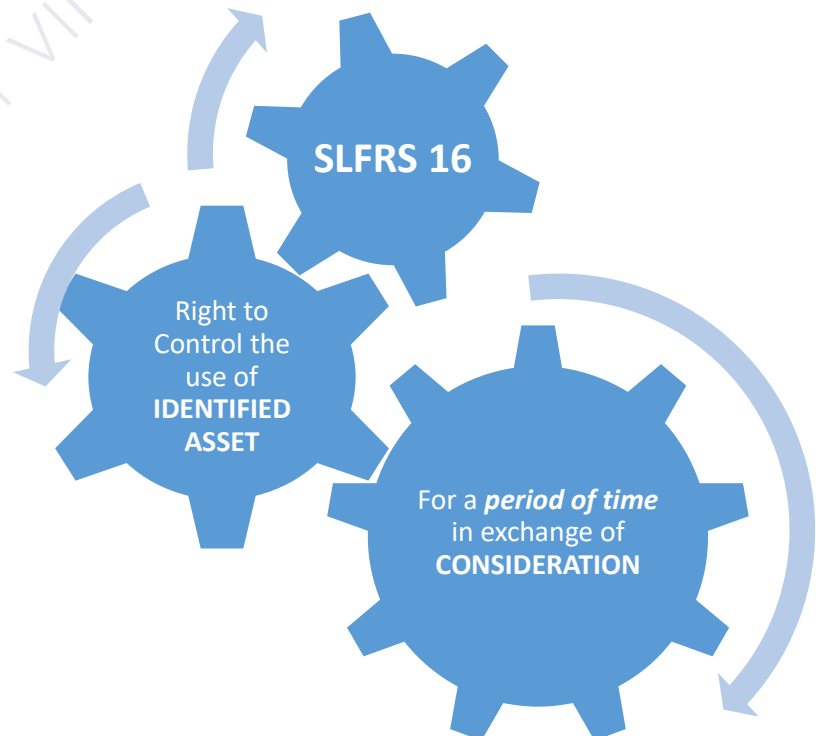 SLFRS 16
Right to
Control the
use of
IDENTIFIED
ASSET
For a period of time
in exchange of
CONSIDERATION